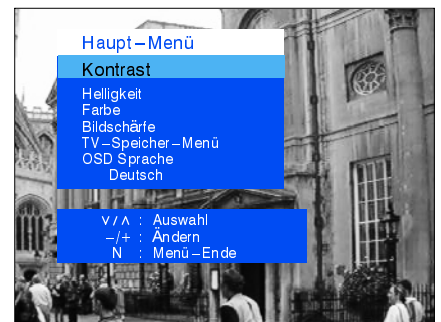 Haupt–Menü
Kontrast
Helligkeit
Farbe
Bildschärfe
TV–Speicher–Menü
OSD Sprache
Deutsch
∨/∧ : Auswahl
–/+ : Ändern
N : Menü–Ende